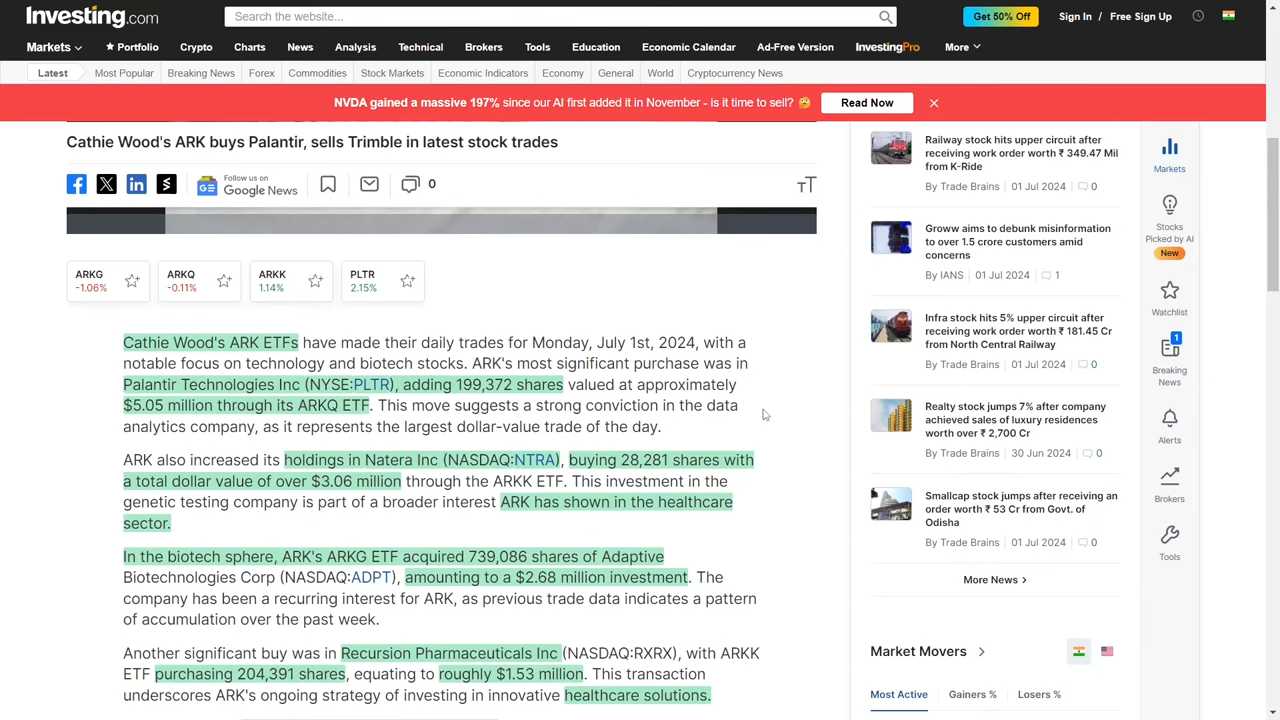 Investing.com
Search the website...
Get 50% Off
Sign In / Free Sign Up
Markets
Portfolio
Crypto
Charts
News
Analysis
Technical
Brokers
Tools
Education
Economic Calendar
Ad-Free Version
InvestingPro
More
Latest
Most Popular
Breaking News
Forex
Commodities
Stock Markets
Economic Indicators
Economy
General
World
Cryptocurrency News
NVDA gained a massive 197% since our AI first added it in November - is it time to sell? 🤔
Read Now
Cathie Wood's ARK buys Palantir, sells Trimble in latest stock trades
Follow us on
Google News
0
ARKG
-1.06%
ARKQ
-0.11%
ARKK
1.14%
PLTR
2.15%
Cathie Wood's ARK ETFs have made their daily trades for Monday, July 1st, 2024, with a
notable focus on technology and biotech stocks. ARK's most significant purchase was in
Palantir Technologies Inc (NYSE:PLTR), adding 199,372 shares valued at approximately
$5.05 million through its ARKQ ETF. This move suggests a strong conviction in the data
analytics company, as it represents the largest dollar-value trade of the day.
ARK also increased its holdings in Natera Inc (NASDAQ:NTRA), buying 28,281 shares with
a total dollar value of over $3.06 million through the ARKK ETF. This investment in the
genetic testing company is part of a broader interest ARK has shown in the healthcare
sector.
In the biotech sphere, ARK's ARKG ETF acquired 739,086 shares of Adaptive
Biotechnologies Corp (NASDAQ:ADPT), amounting to a $2.68 million investment. The
company has been a recurring interest for ARK, as previous trade data indicates a pattern
of accumulation over the past week.
Another significant buy was in Recursion Pharmaceuticals Inc (NASDAQ:RXRX), with ARKK
ETF purchasing 204,391 shares, equating to roughly $1.53 million. This transaction
underscores ARK's ongoing strategy of investing in innovative healthcare solutions.
Railway stock hits upper circuit after
receiving work order worth ₹ 349.47 Mil
from K-Ride
By Trade Brains | 01 Jul 2024 | 0
Groww aims to debunk misinformation
to over 1.5 crore customers amid
concerns
By IANS | 01 Jul 2024 | 1
Infra stock hits 5% upper circuit after
receiving work order worth ₹ 181.45 Cr
from North Central Railway
By Trade Brains | 01 Jul 2024 | 0
Realty stock jumps 7% after company
achieved sales of luxury residences
worth over ₹ 2,700 Cr
By Trade Brains | 30 Jun 2024 | 0
Smallcap stock jumps after receiving an
order worth ₹ 53 Cr from Govt. of
Odisha
By Trade Brains | 01 Jul 2024 | 0
More News
Market Movers
Most Active
Gainers %
Losers %
Markets
Stocks
Picked by AI
New
Watchlist
1
Breaking
News
Alerts
Brokers
Tools